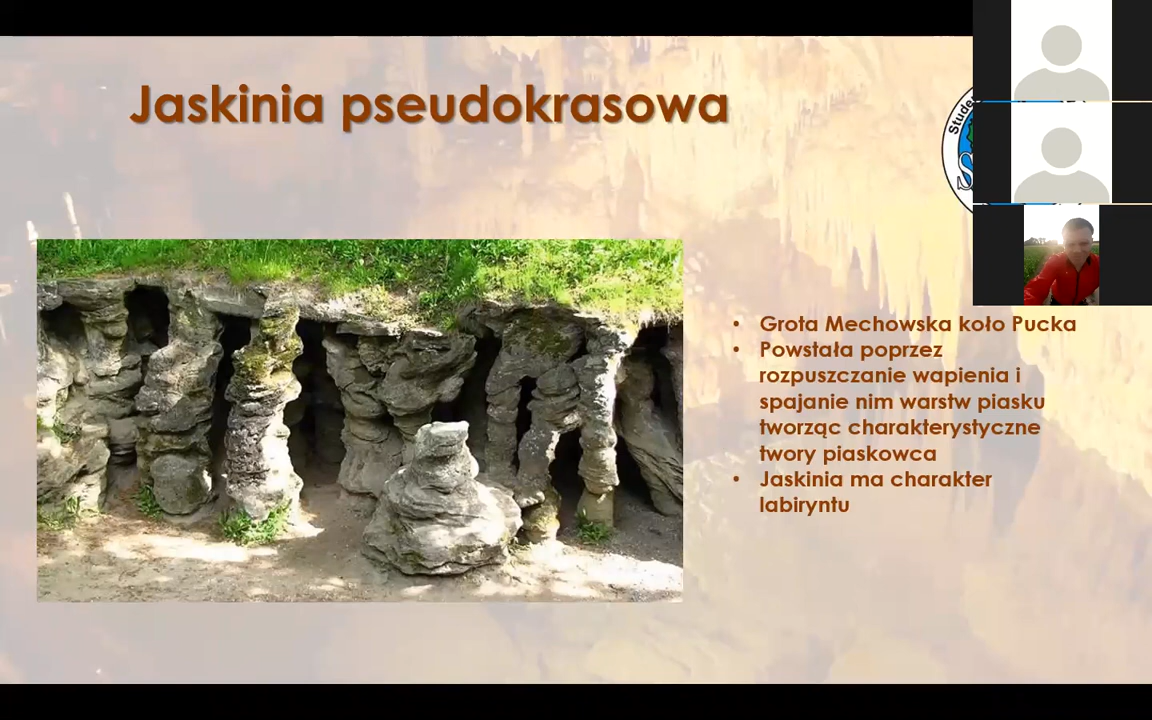 Jaskinia pseudokrasowa
Grota Mechowska koło Pucka
Powstała poprzez
rozpuszczanie wapienia i
spajanie nim warstw piasku
tworząc charakterystyczne
twory piaskowca
Jaskinia ma charakter
labiryntu